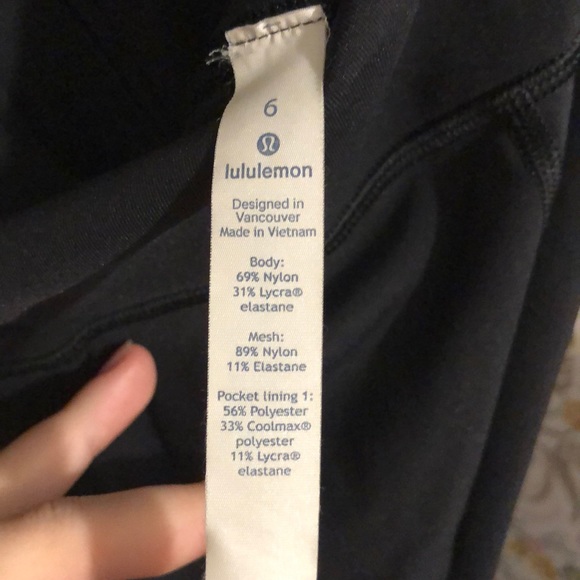 6
lululemon
Designed in
Vancouver
Made in Vietnam
Body:
69% Nylon
31% Lycra®
elastane
Mesh:
89% Nylon
11% Elastane
Pocket lining 1:
56% Polyester
33% Coolmax®
polyester
11% Lycra®
elastane